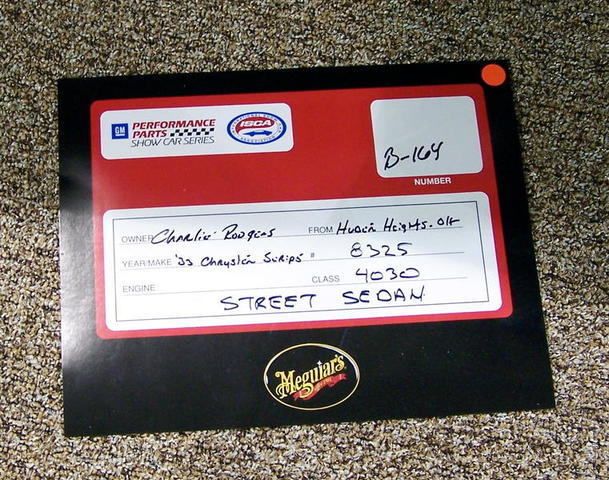 GM PERFORMANCE PARTS SHOW CAR SERIES
ISCA
B-164
NUMBER
OWNER Charlie Rodgers FROM Huber Heights. OH
YEAR/MAKE '33 Chrysler # 8325
ENGINE CLASS 4030
STREET SEDAN
Meguiar's